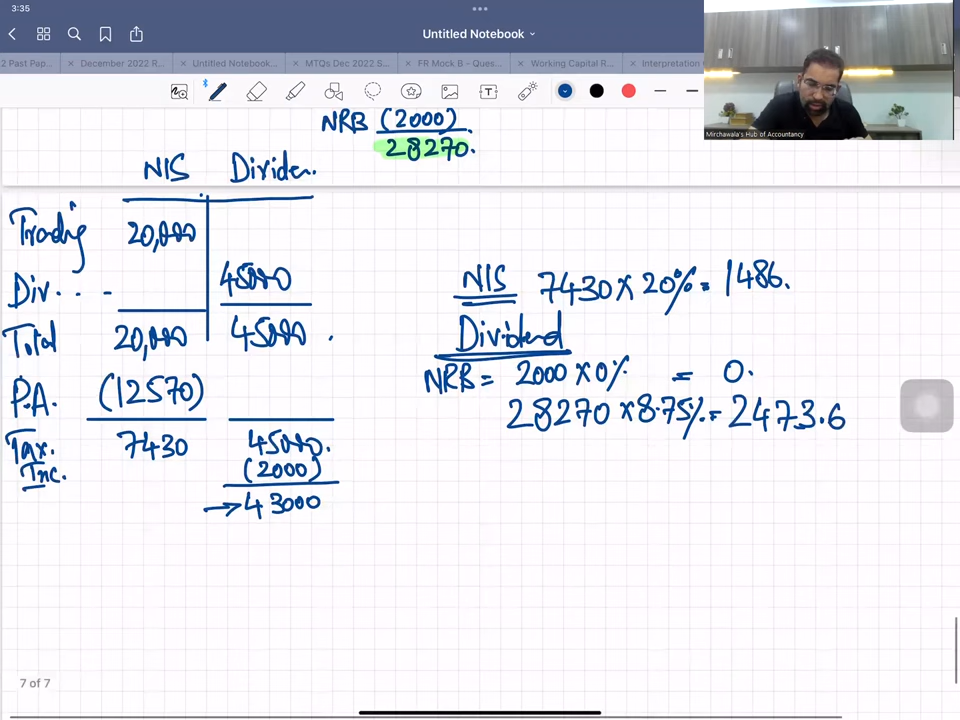 3:35
Untitled Notebook
2 Past Pap...
December 2022 R...
Untitled Notebook...
MTQs Dec 2022 S...
FR Mock B - Ques...
Working Capital R...
Interpretation
Mirchawala's Hub of Accountancy
NRB (2000)
28270.
NIS Dividen.
Trading 20,000
Div... 45000
Total 20,000 45000.
P.A. (12570)
Tax. 7430 45000.
Inc. (2000)
→ 43000
NIS 7430 × 20% = 1486.
Dividend
NRB = 2000 × 0% = 0.
28270 × 8.75% = 2473.6
7 of 7